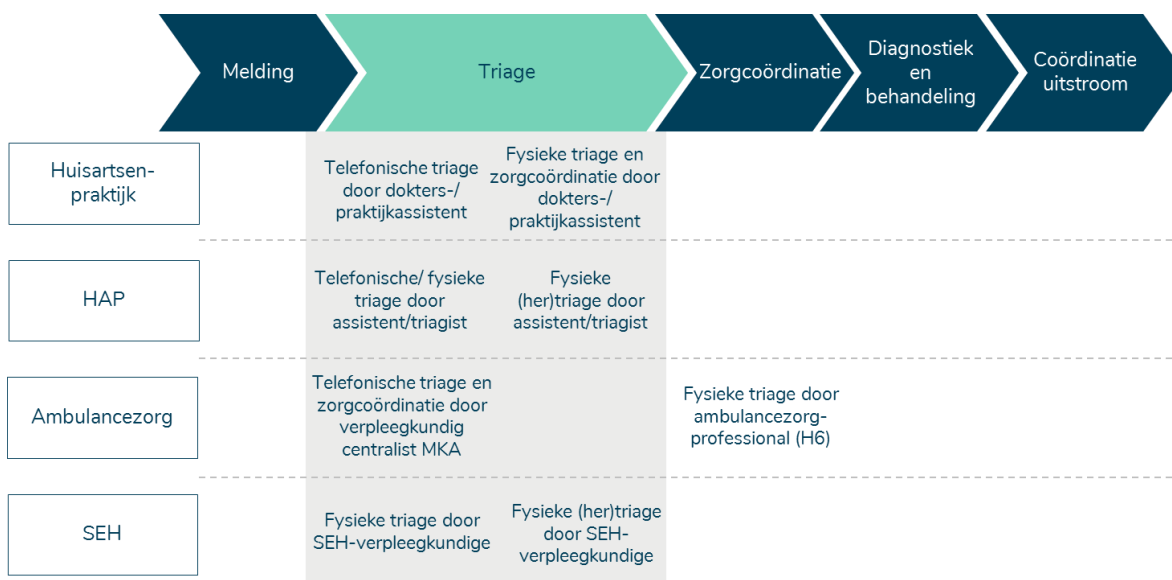 Melding
Triage
Zorgcoördinatie
Diagnostiek
en
behandeling
Coördinatie
uitstroom
Huisartsen-
praktijk
Telefonische triage
door dokters-/
praktijkassistent
Fysieke triage en
zorgcoördinatie door
dokters-/
praktijkassistent
HAP
Telefonische/ fysieke
triage door
assistent/triagist
Fysieke
(her)triage door
assistent/triagist
Ambulancezorg
Telefonische triage en
zorgcoördinatie door
verpleegkundig
centralist MKA
Fysieke triage door
ambulancezorg-
professional (H6)
SEH
Fysieke triage door
SEH-verpleegkundige
Fysieke (her)triage
door SEH-
verpleegkundige